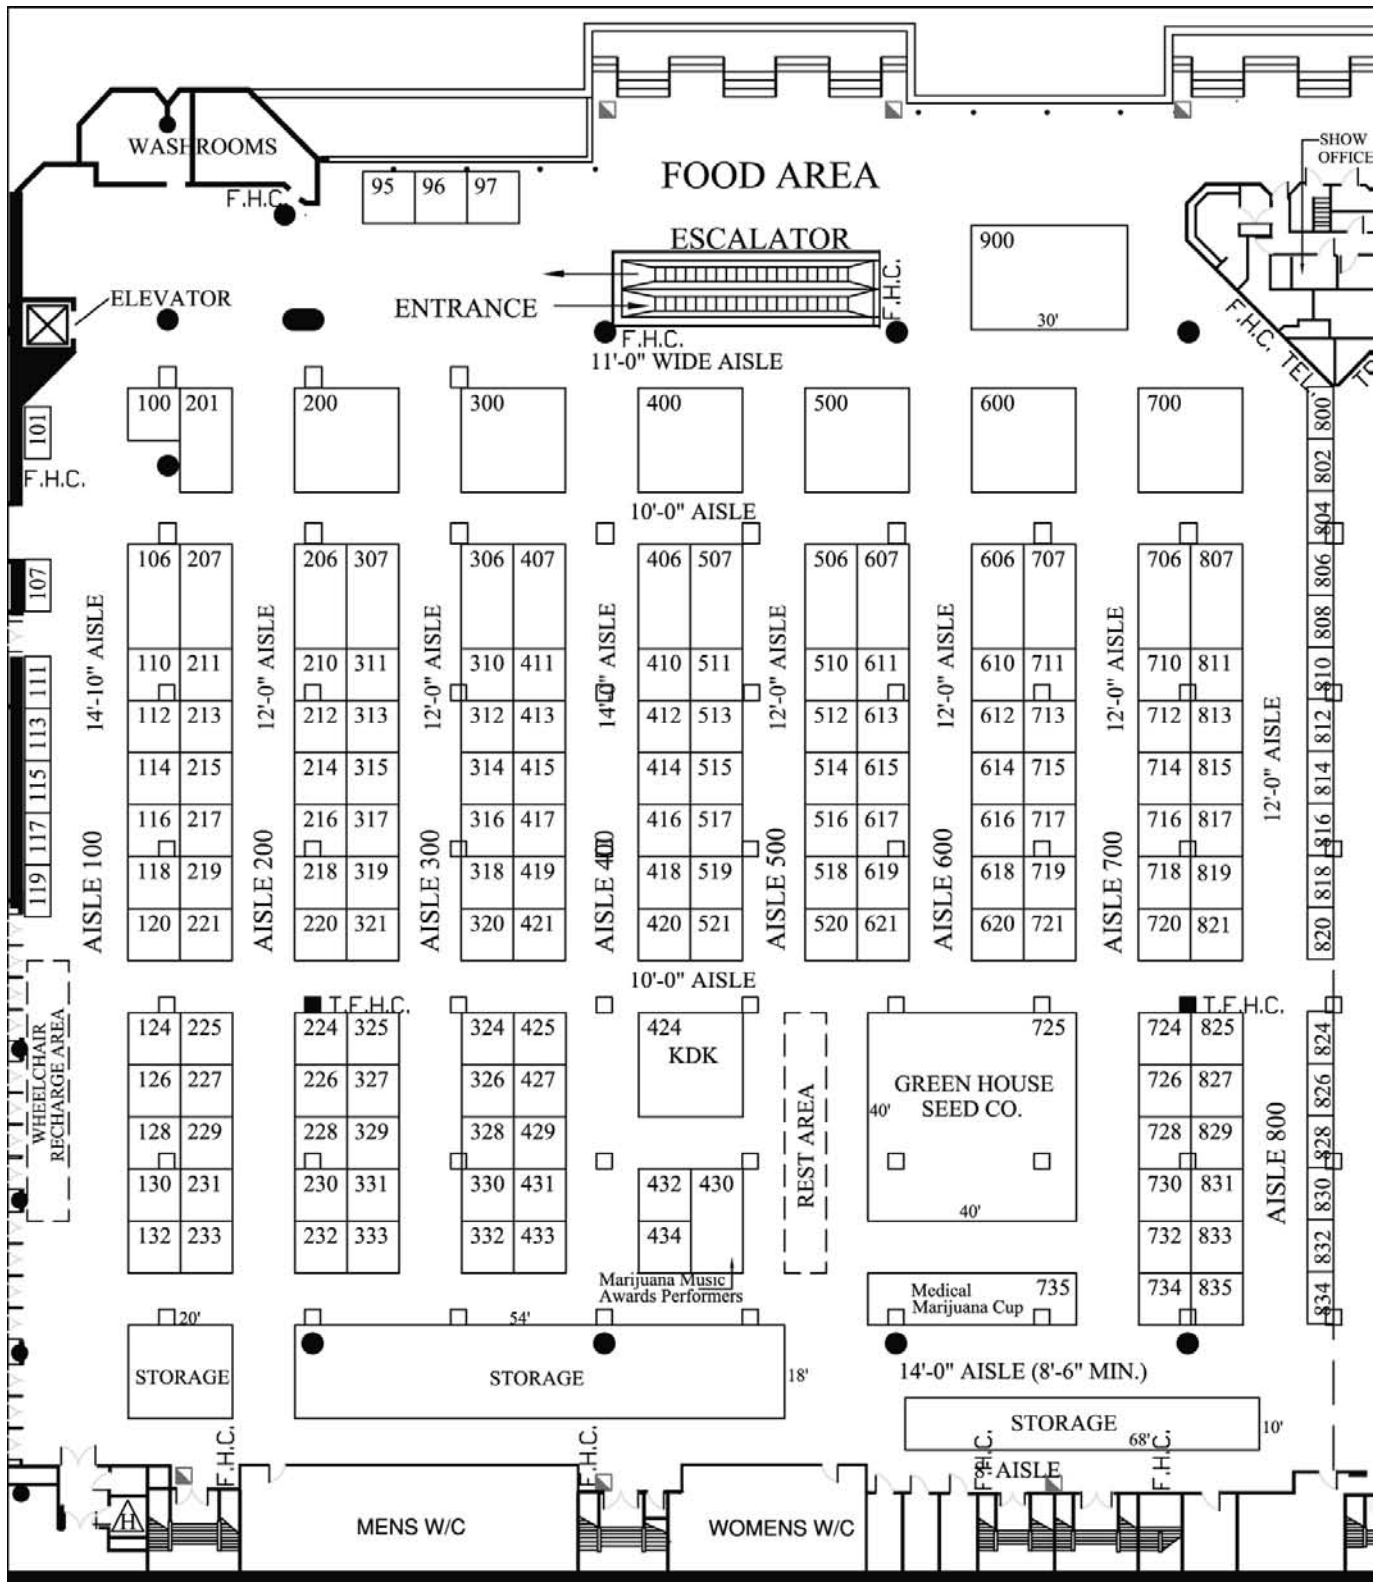 SHOW
OFFICE
WASHROOMS
F.H.C.
95 96 97
FOOD AREA
ESCALATOR
900
30'
F.H.C.
ELEVATOR
ENTRANCE
F.H.C.
F.H.C. TEL.
11'-0" WIDE AISLE
100 201 200 300 400 500 600 700 800
101
802
F.H.C.
10'-0" AISLE
804
106 207 206 307 306 407 406 507 506 607 606 707 706 807 806
107
808
14'-10" AISLE
12'-0" AISLE
12'-0" AISLE
14'-0" AISLE
12'-0" AISLE
12'-0" AISLE
12'-0" AISLE
12'-0" AISLE
111 110 211 210 311 310 411 410 511 510 611 610 711 710 811 810
113 112 213 212 313 312 413 412 513 512 613 612 713 712 813 812
115 114 215 214 315 314 415 414 515 514 615 614 715 714 815 814
117 116 217 216 317 316 417 416 517 516 617 616 717 716 817 816
119 118 219 218 319 318 419 418 519 518 619 618 719 718 819 818
AISLE 100
AISLE 200
AISLE 300
AISLE 400
AISLE 500
AISLE 600
AISLE 700
120 221 220 321 320 421 420 521 520 621 620 721 720 821 820
10'-0" AISLE
T.F.H.C.
T.F.H.C.
WHEELCHAIR
RECHARGE AREA
124 225 224 325 324 425 424 725 724 825 824
KDK
126 227 226 327 326 427 726 827 826
GREEN HOUSE
SEED CO.
40'
REST AREA
128 229 228 329 328 429 728 829 828
130 231 230 331 330 431 432 430 730 831 830
AISLE 800
40'
132 233 232 333 332 433 434 732 833 832
Marijuana Music
Awards Performers
Medical
Marijuana Cup
735 734 835 834
20'
54'
STORAGE
STORAGE
18'
14'-0" AISLE (8'-6" MIN.)
STORAGE
68'
10'
F.H.C.
F.H.C.
F.H.C.
F.H.C.
8'-AISLE
H
MENS W/C
WOMENS W/C